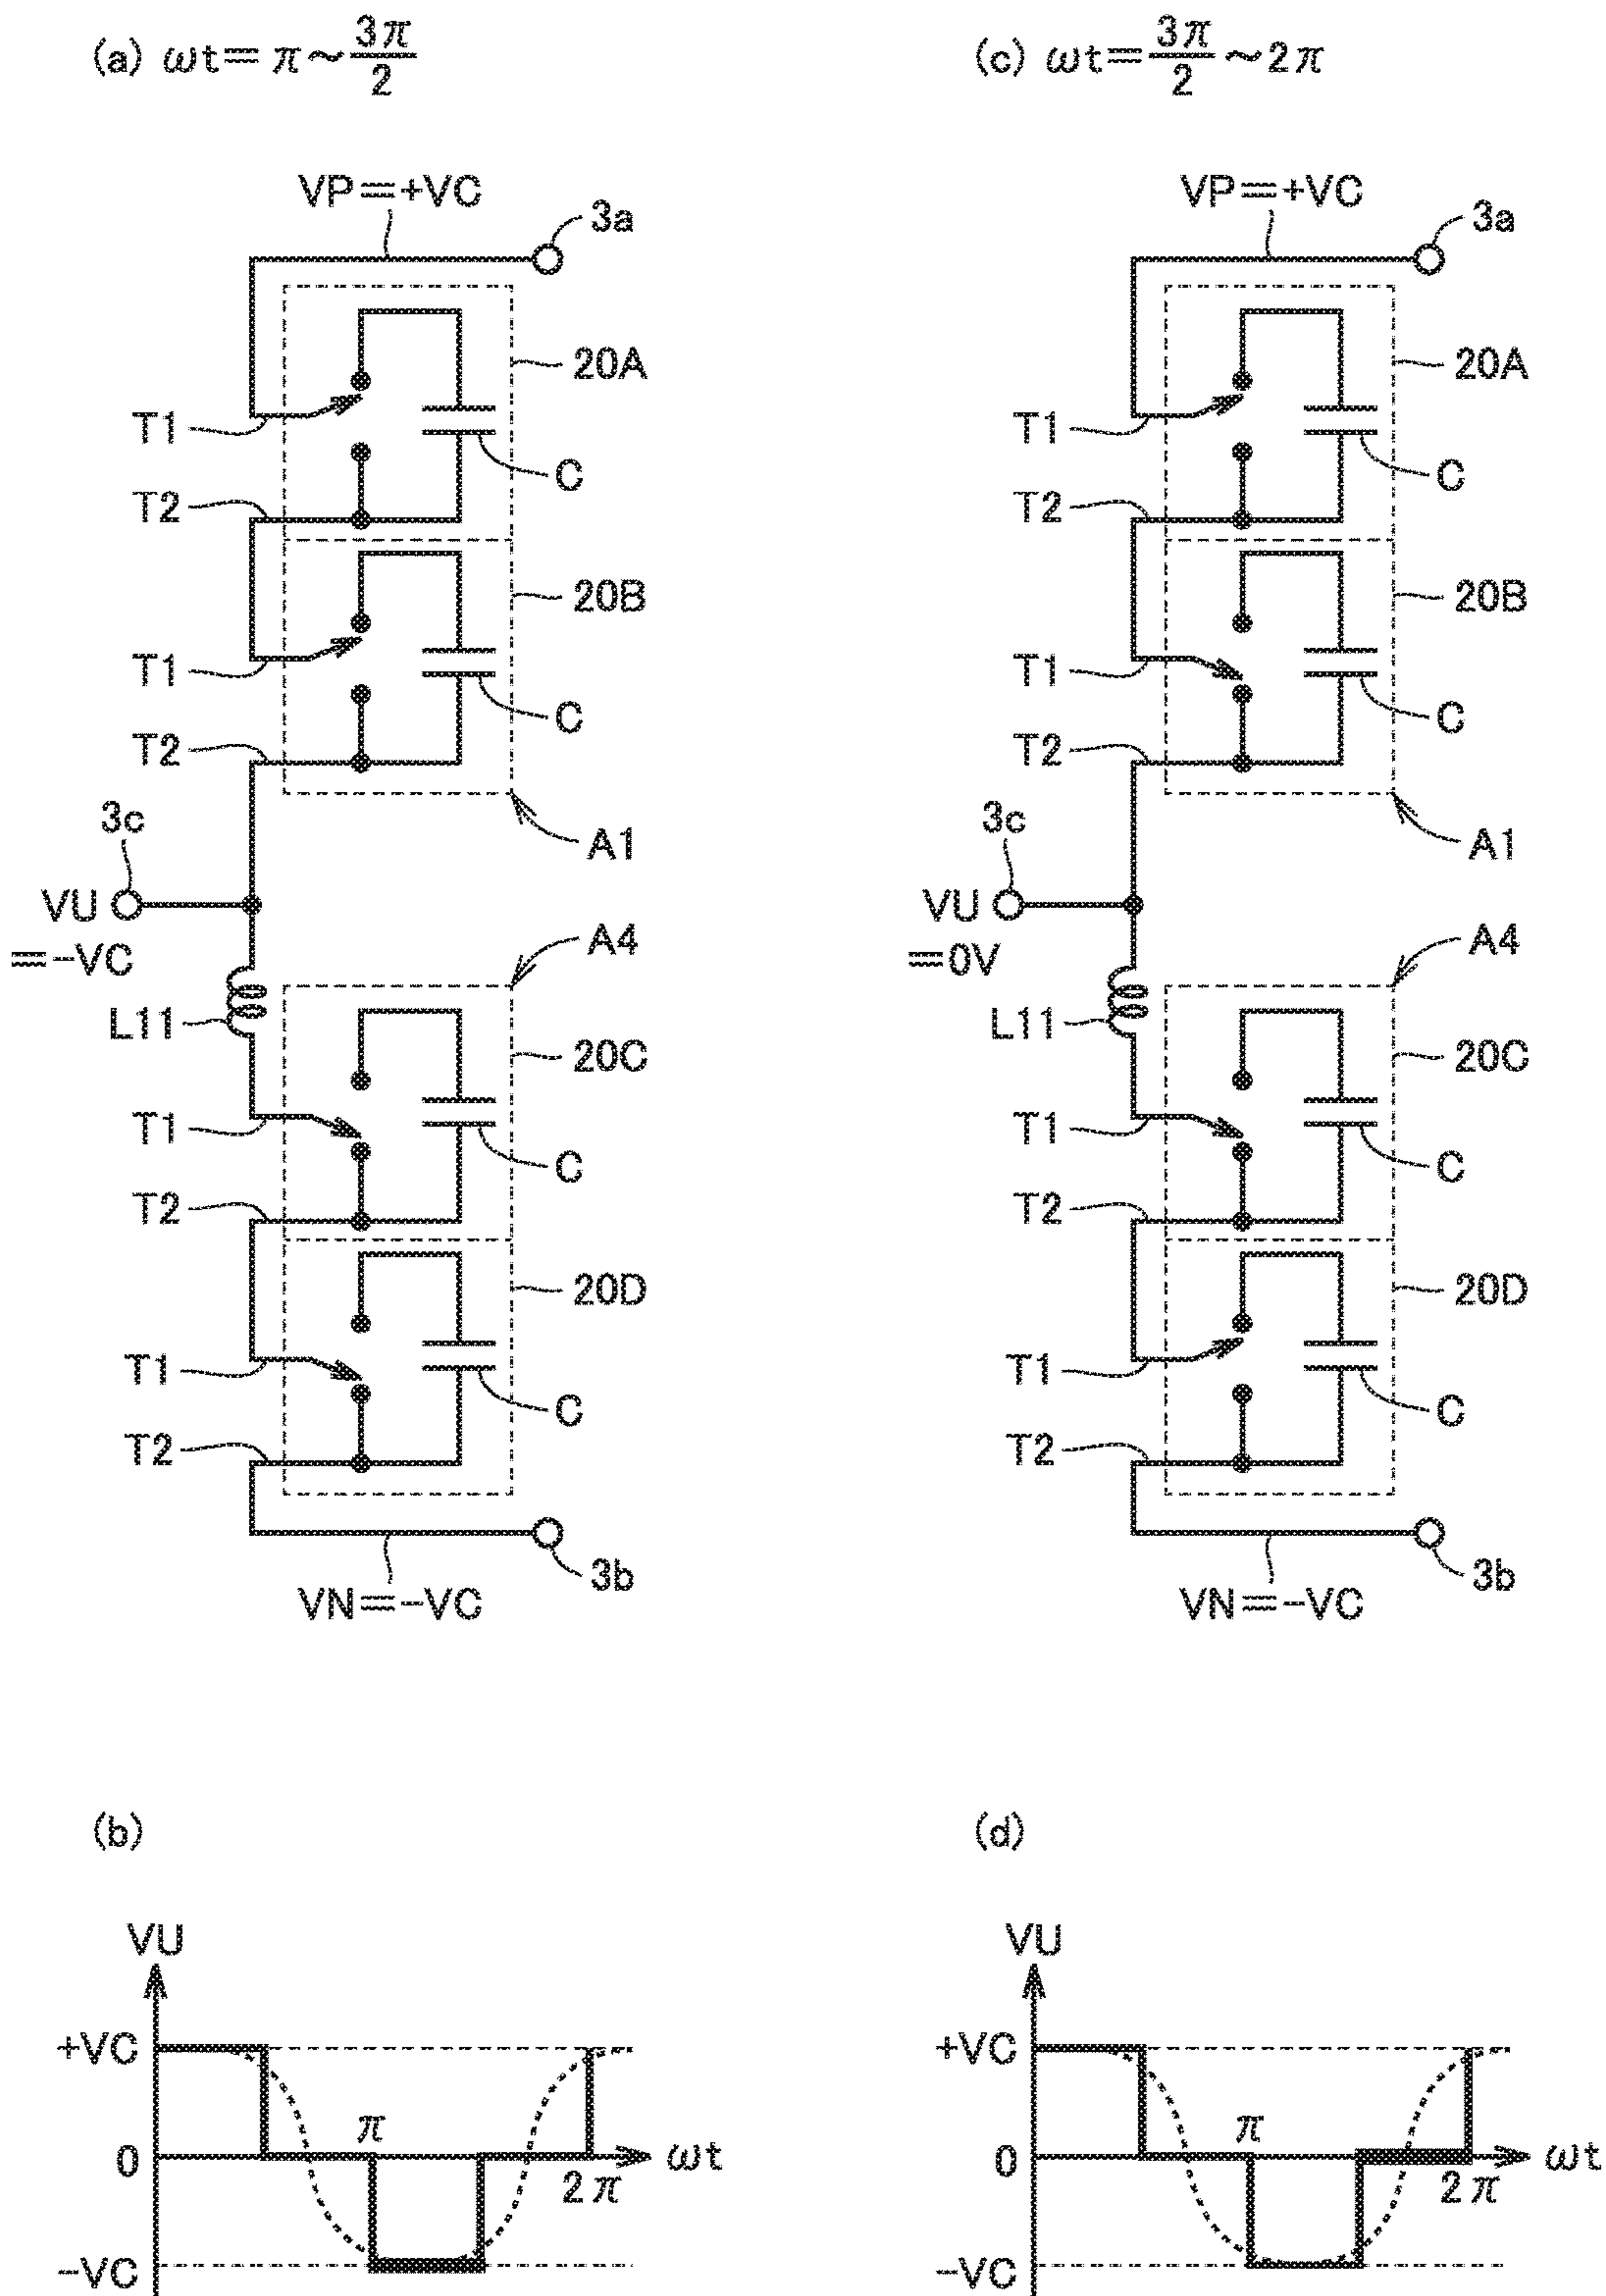 (a) ωt=π~3π/2
VP=+VC
3a
20A
T1
C
T2
20B
T1
C
T2
3c
A1
VU
=-VC
A4
L11
20C
T1
C
T2
20D
T1
C
T2
3b
VN=-VC
(c) ωt=3π/2~2π
VP=+VC
3a
20A
T1
C
T2
20B
T1
C
T2
3c
A1
VU
=0V
A4
L11
20C
T1
C
T2
20D
T1
C
T2
3b
VN=-VC
(b)
VU
+VC
π
0
ωt
2π
-VC
(d)
VU
+VC
π
0
ωt
2π
-VC